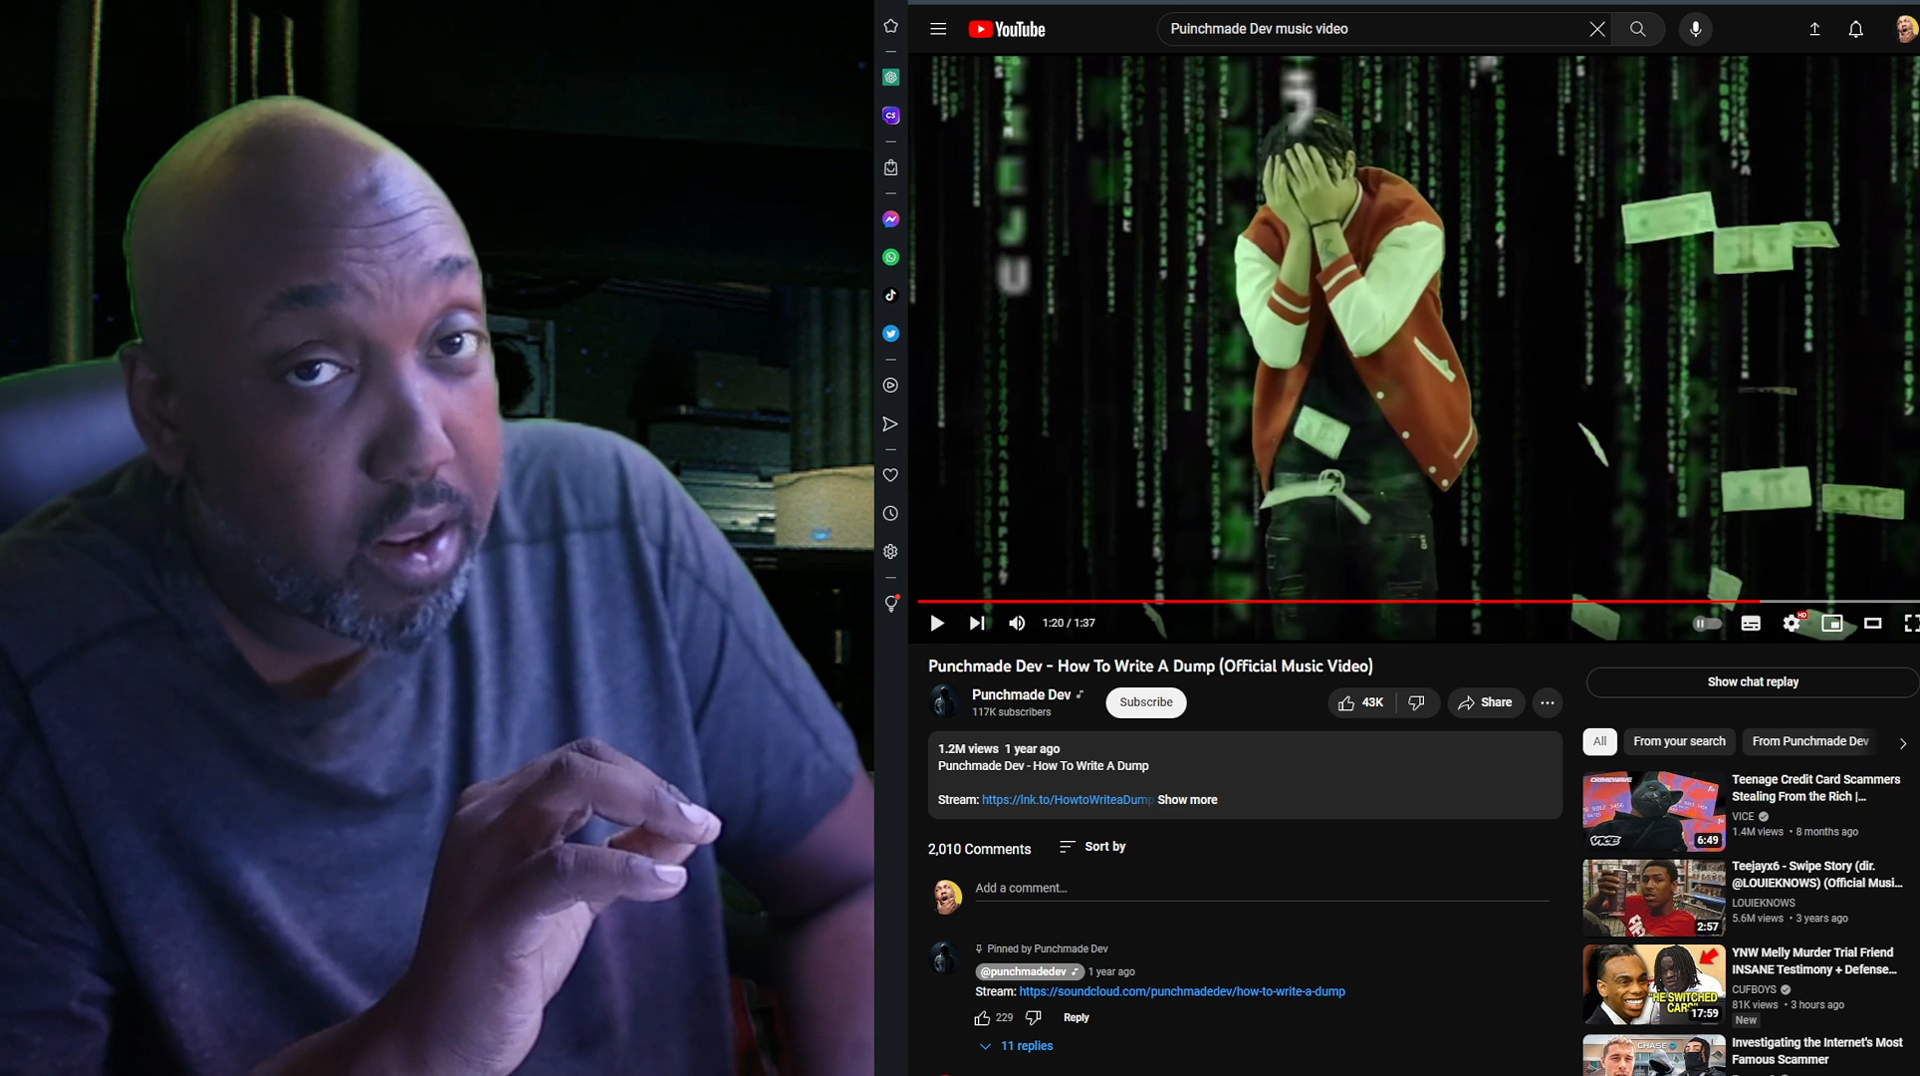 YouTube
Puinchmade Dev music video
CS
1:20 / 1:37
HD
Punchmade Dev - How To Write A Dump (Official Music Video)
Punchmade Dev
117K subscribers
Subscribe
43K
Share
Show chat replay
All
From your search
From Punchmade Dev
1.2M views 1 year ago
Punchmade Dev - How To Write A Dump
Stream: https://lnk.to/HowtoWriteaDump Show more
2,010 Comments
Sort by
Add a comment...
Pinned by Punchmade Dev
@punchmadedev 1 year ago
Stream: https://soundcloud.com/punchmadedev/how-to-write-a-dump
229
Reply
11 replies
CRIMEWAVE
VICE
6:49
Teenage Credit Card Scammers
Stealing From the Rich |...
VICE
1.4M views • 8 months ago
2:57
Teejayx6 - Swipe Story (dir.
@LOUIEKNOWS) (Official Musi...
LOUIEKNOWS
5.6M views • 3 years ago
"HE SWITCHED
CARS"
17:59
YNW Melly Murder Trial Friend
INSANE Testimony + Defense...
CUFBOYS
81K views • 3 hours ago
New
CHASE
Investigating the Internet's Most
Famous Scammer